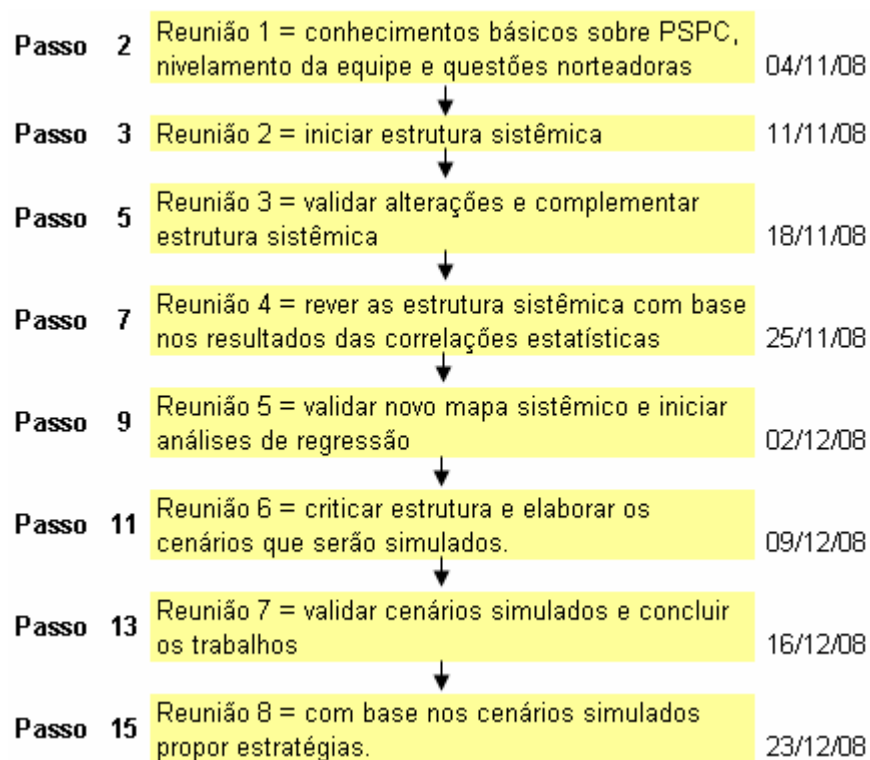 Passo 2 Reunião 1 = conhecimentos básicos sobre PSPC,
nivelamento da equipe e questões norteadoras 04/11/08
Passo 3 Reunião 2 = iniciar estrutura sistêmica 11/11/08
Passo 5 Reunião 3 = validar alterações e complementar
estrutura sistêmica 18/11/08
Passo 7 Reunião 4 = rever as estrutura sistêmica com base
nos resultados das correlações estatísticas 25/11/08
Passo 9 Reunião 5 = validar novo mapa sistêmico e iniciar
análises de regressão 02/12/08
Passo 11 Reunião 6 = criticar estrutura e elaborar os
cenários que serão simulados. 09/12/08
Passo 13 Reunião 7 = validar cenários simulados e concluir
os trabalhos 16/12/08
Passo 15 Reunião 8 = com base nos cenários simulados
propor estratégias. 23/12/08